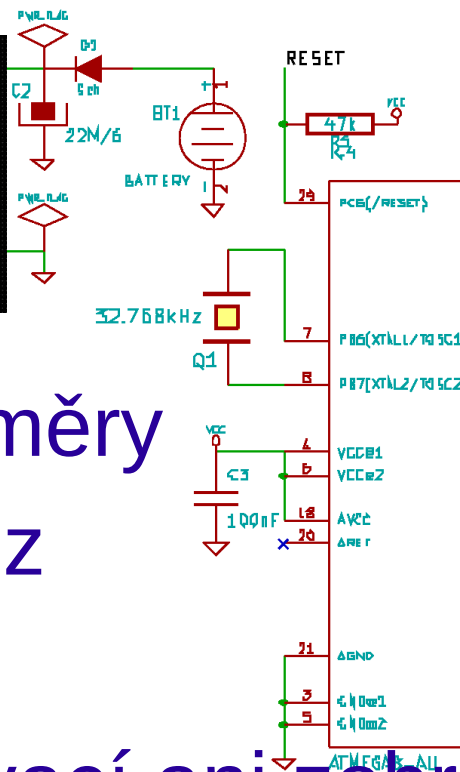 PWR_FLAG
D1
Sch
C2
22M/6
BT1
BATTERY
PWR_FLAG
RESET
47k
R4
VCC
29
PC6(/RESET)
32.768kHz
Q1
7
PB6(XTAL1/TOSC1
8
PB7(XTAL2/TOSC2
měry
VCC
C3
100nF
4
VCC@1
6
VCC@2
18
AVCC
20
AREF
z
21
AGND
3
GND@1
5
GND@2
ATMEGA8_AU